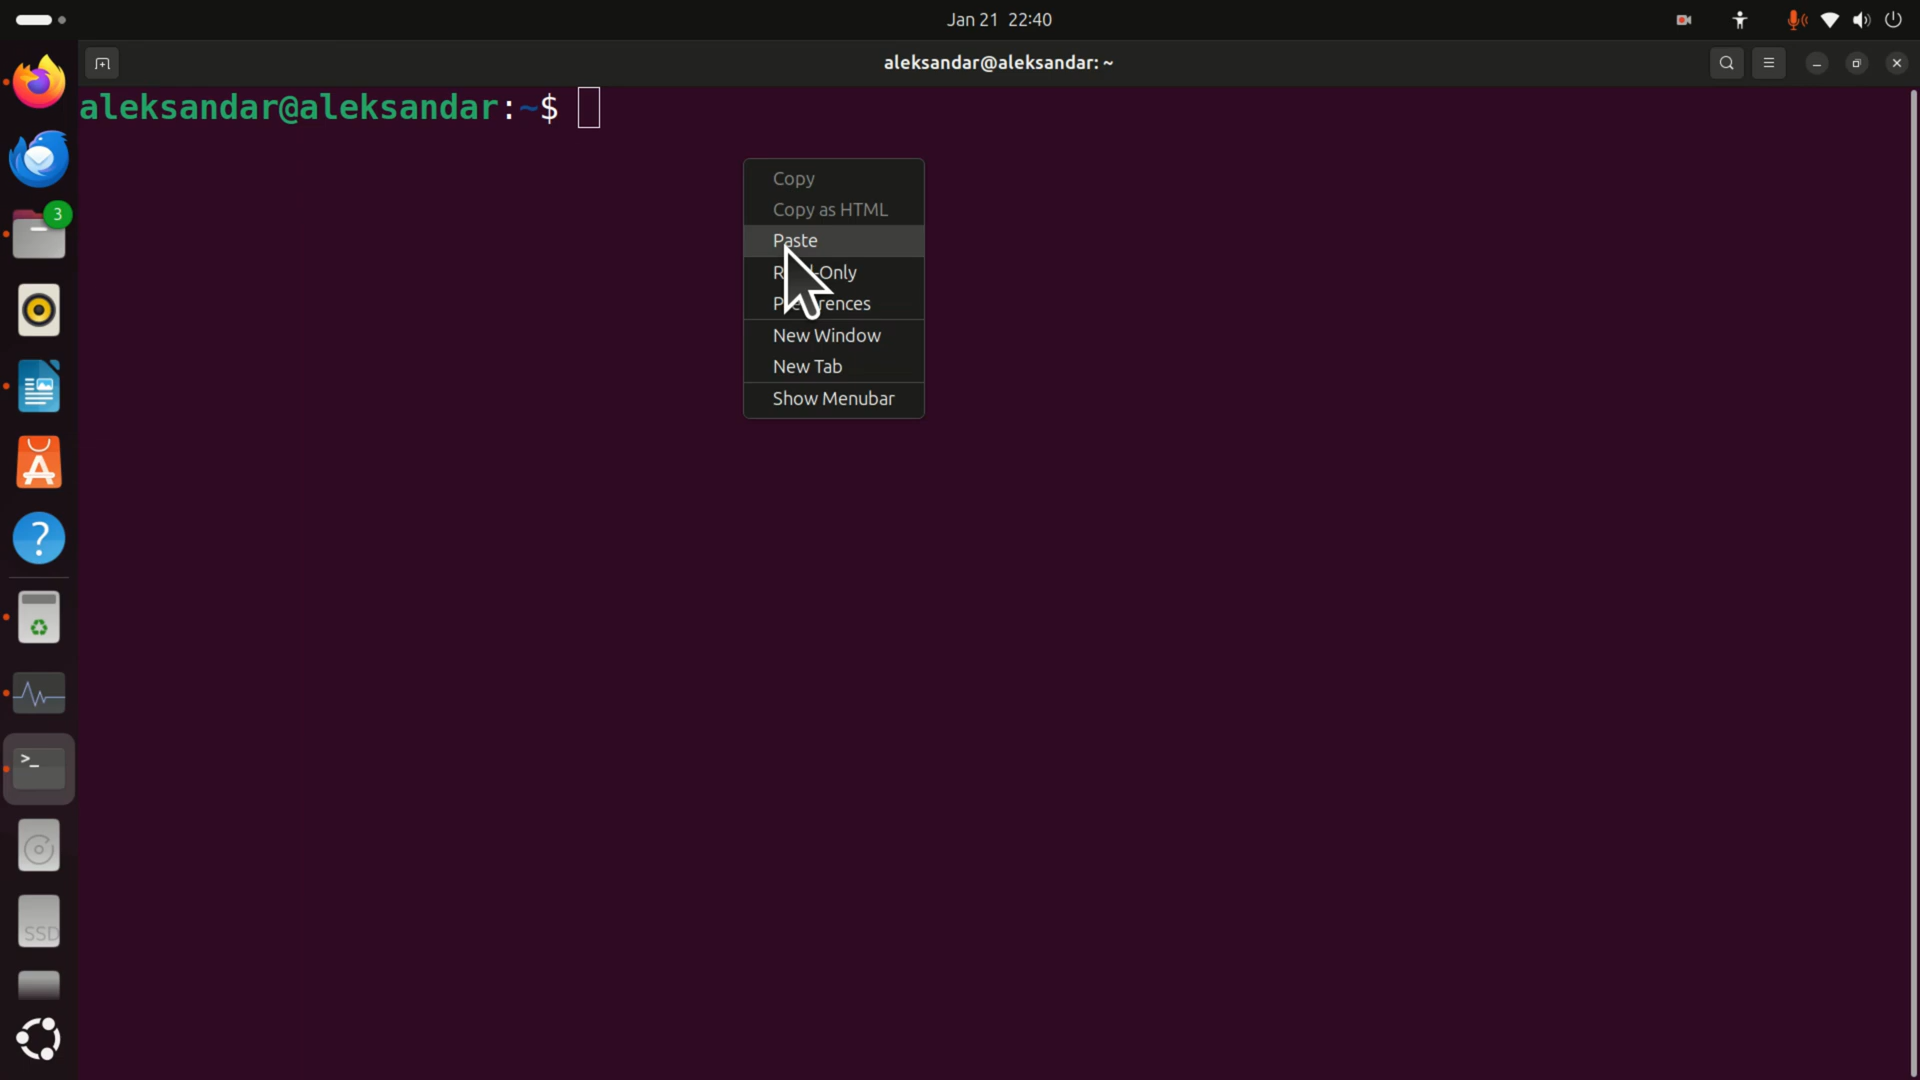 Jan 21 22:40
aleksandar@aleksandar: ~
aleksandar@aleksandar:~$
3
Copy
Copy as HTML
Paste
Only
New Window
New Tab
Show Menubar
>_
SSD